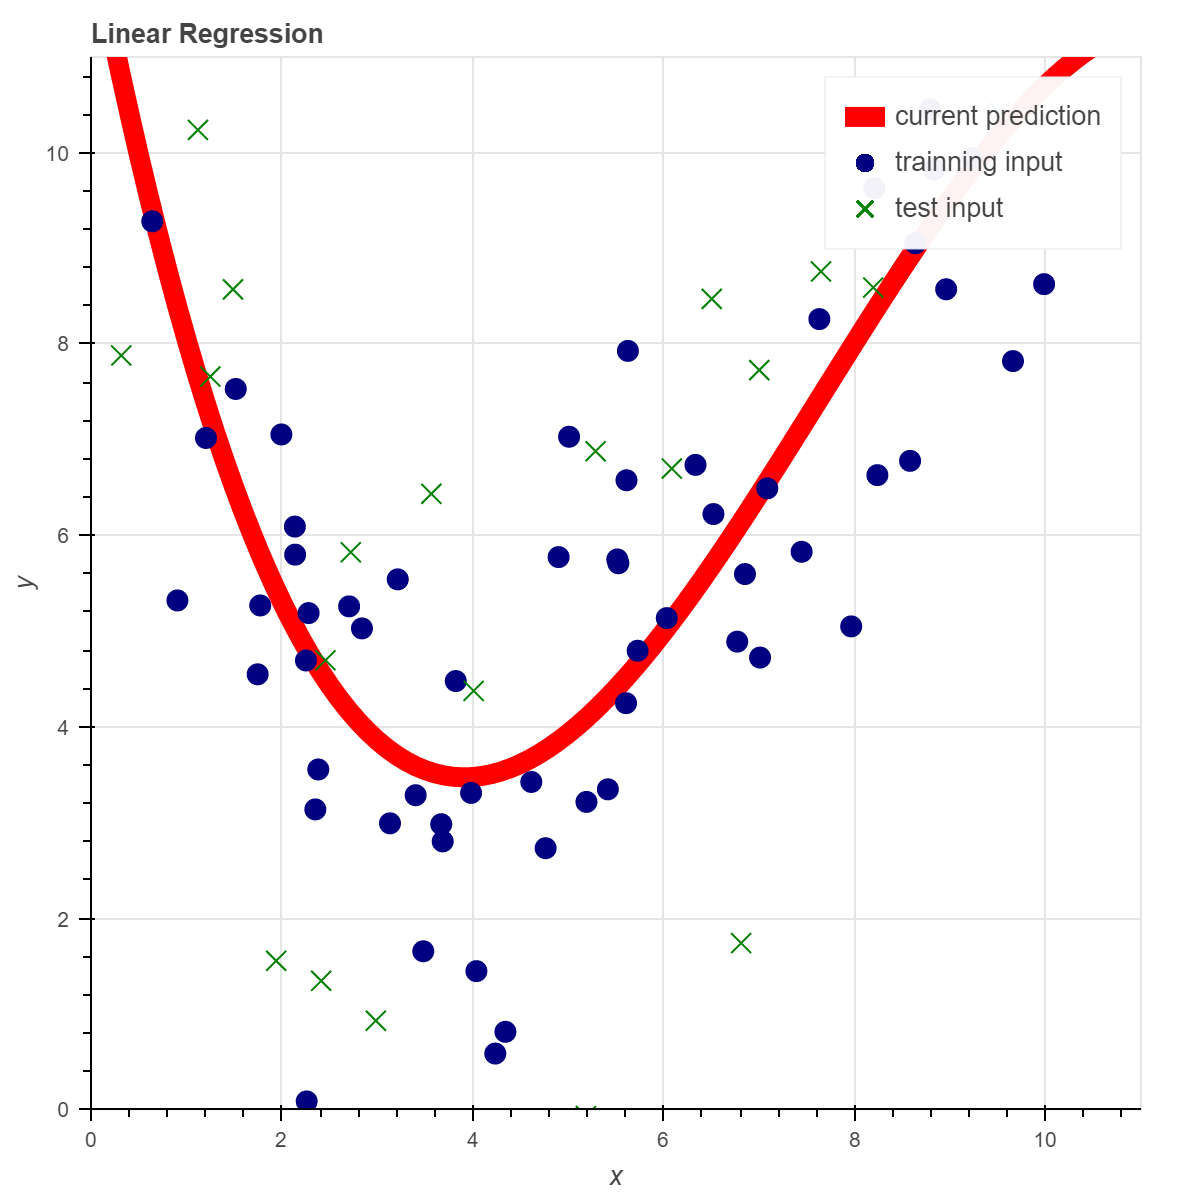 Linear Regression
current prediction
trainning input
test input
10
8
6
4
2
0
y
0 2 4 6 8 10
x